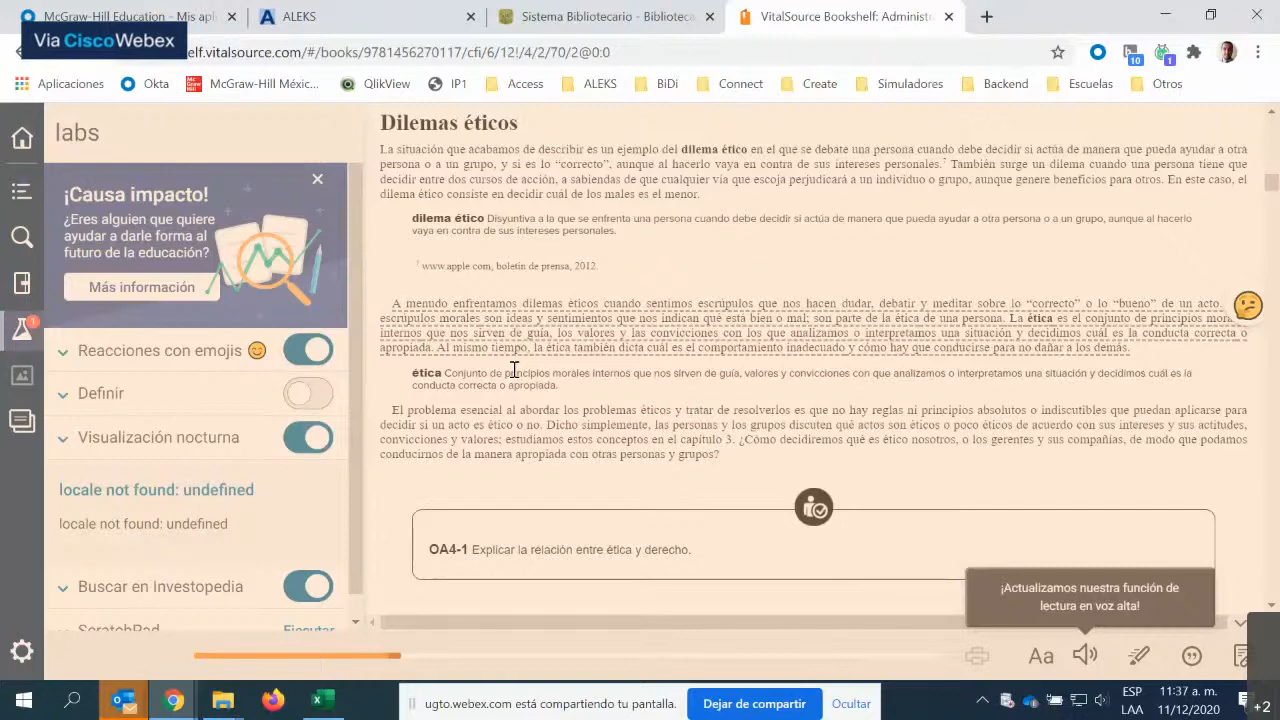 McGraw-Hill Education - Mis apl
ALEKS
Sistema Bibliotecario - Bibliotec
VitalSource Bookshelf: Administ
Via Cisco Webex
elf.vitalsource.com/#/books/9781456270117/cfi/6/12!/4/2/70/2@0:0
10
1
Aplicaciones
Okta
McGraw-Hill Méxic...
QlikView
IP1
Access
ALEKS
BiDi
Connect
Create
Simuladores
Backend
Escuelas
Otros
labs
¡Causa impacto!
¿Eres alguien que quiere
ayudar a darle forma al
futuro de la educación?
Más información
1
Reacciones con emojis
Definir
Visualización nocturna
locale not found: undefined
locale not found: undefined
Buscar en Investopedia
ScratchPad
Ejecutar
Dilemas éticos
La situación que acabamos de describir es un ejemplo del dilema ético en el que se debate una persona cuando debe decidir si actúa de manera que pueda ayudar a otra
persona o a un grupo, y si es lo “correcto”, aunque al hacerlo vaya en contra de sus intereses personales.7 También surge un dilema cuando una persona tiene que
decidir entre dos cursos de acción, a sabiendas de que cualquier vía que escoja perjudicará a un individuo o grupo, aunque genere beneficios para otros. En este caso, el
dilema ético consiste en decidir cuál de los males es el menor.
dilema ético Disyuntiva a la que se enfrenta una persona cuando debe decidir si actúa de manera que pueda ayudar a otra persona o a un grupo, aunque al hacerlo
vaya en contra de sus intereses personales.
7 www.apple.com, boletín de prensa, 2012.
A menudo enfrentamos dilemas éticos cuando sentimos escrúpulos que nos hacen dudar, debatir y meditar sobre lo “correcto” o lo “bueno” de un acto.
escrúpulos morales son ideas y sentimientos que nos indican qué está bien o mal; son parte de la ética de una persona. La ética es el conjunto de principios mor
internos que nos sirven de guía, los valores y las convicciones con los que analizamos o interpretamos una situación y decidimos cuál es la conducta correcta o
apropiada. Al mismo tiempo, la ética también dicta cuál es el comportamiento inadecuado y cómo hay que conducirse para no dañar a los demás.
ética Conjunto de principios morales internos que nos sirven de guía, valores y convicciones con que analizamos o interpretamos una situación y decidimos cuál es la
conducta correcta o apropiada.
El problema esencial al abordar los problemas éticos y tratar de resolverlos es que no hay reglas ni principios absolutos o indiscutibles que puedan aplicarse para
decidir si un acto es ético o no. Dicho simplemente, las personas y los grupos discuten qué actos son éticos o poco éticos de acuerdo con sus intereses y sus actitudes,
convicciones y valores; estudiamos estos conceptos en el capítulo 3. ¿Cómo decidiremos qué es ético nosotros, o los gerentes y sus compañías, de modo que podamos
conducirnos de la manera apropiada con otras personas y grupos?
OA4-1 Explicar la relación entre ética y derecho.
¡Actualizamos nuestra función de
lectura en voz alta!
Aa
ugto.webex.com está compartiendo tu pantalla.
Dejar de compartir
Ocultar
ESP
LAA
11:37 a. m.
11/12/2020
+2